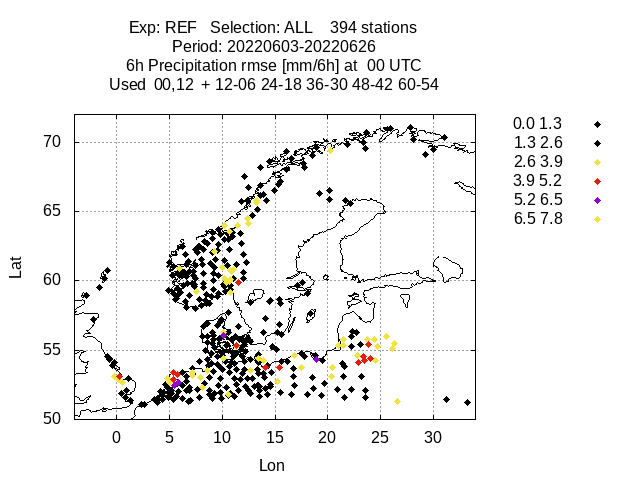 Exp: REF   Selection: ALL    394 stations
Period: 20220603-20220626
6h Precipitation rmse [mm/6h] at  00 UTC
Used  00,12  + 12-06 24-18 36-30 48-42 60-54
0.0 1.3
1.3 2.6
2.6 3.9
3.9 5.2
5.2 6.5
6.5 7.8
70
65
60
55
50
Lat
0 5 10 15 20 25 30
Lon